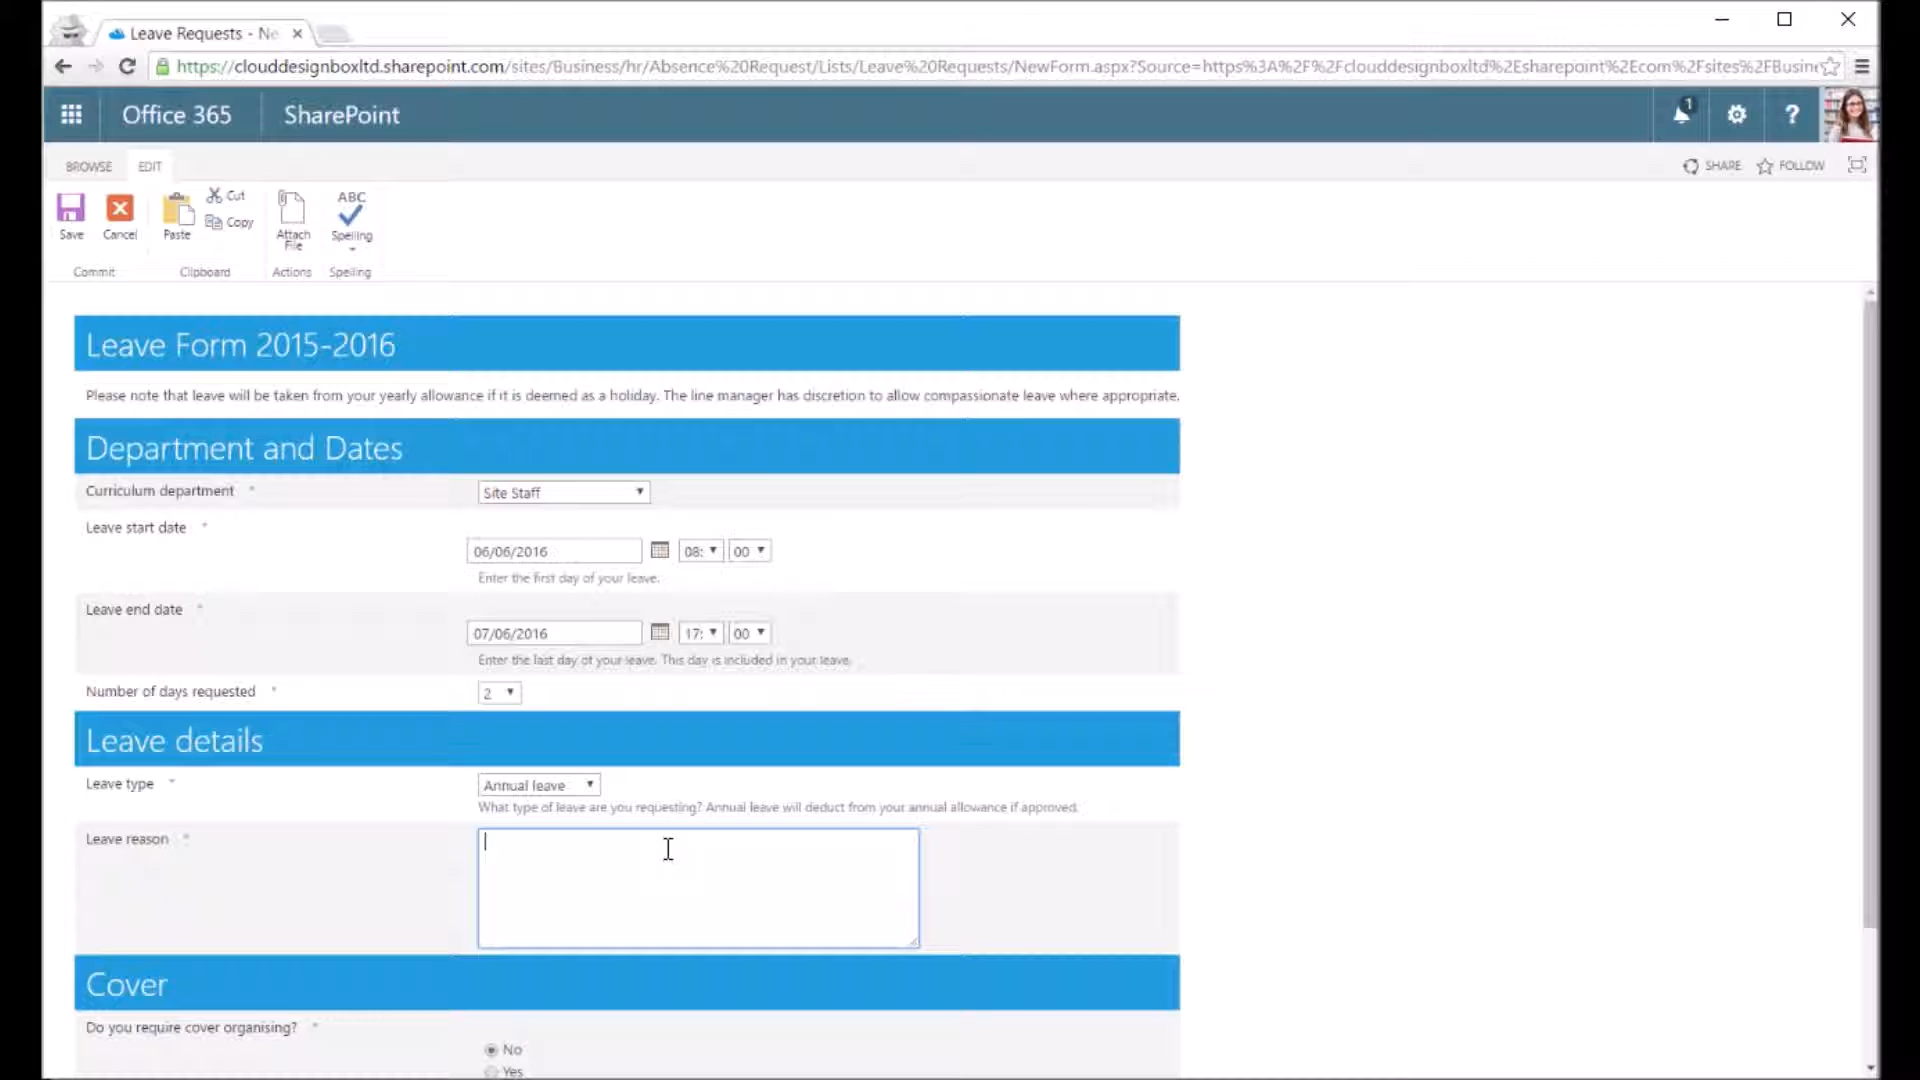 Leave Requests - Ne
https://clouddesignboxltd.sharepoint.com/sites/Business/hr/Absence%20Request/Lists/Leave%20Requests/NewForm.aspx?Source=https%3A%2F%2Fclouddesignboxltd%2Esharepoint%2Ecom%2Fsites%2FBusine
Office 365 SharePoint 1 ?
BROWSE EDIT SHARE FOLLOW
Save Cancel Paste Cut Copy Attach File ABC Spelling
Commit Clipboard Actions Spelling
Leave Form 2015-2016
Please note that leave will be taken from your yearly allowance if it is deemed as a holiday. The line manager has discretion to allow compassionate leave where appropriate.
Department and Dates
Curriculum department * Site Staff
Leave start date *
06/06/2016 08: 00
Enter the first day of your leave.
Leave end date *
07/06/2016 17: 00
Enter the last day of your leave. This day is included in your leave.
Number of days requested * 2
Leave details
Leave type * Annual leave
What type of leave are you requesting? Annual leave will deduct from your annual allowance if approved.
Leave reason *
Cover
Do you require cover organising? *
No
Yes